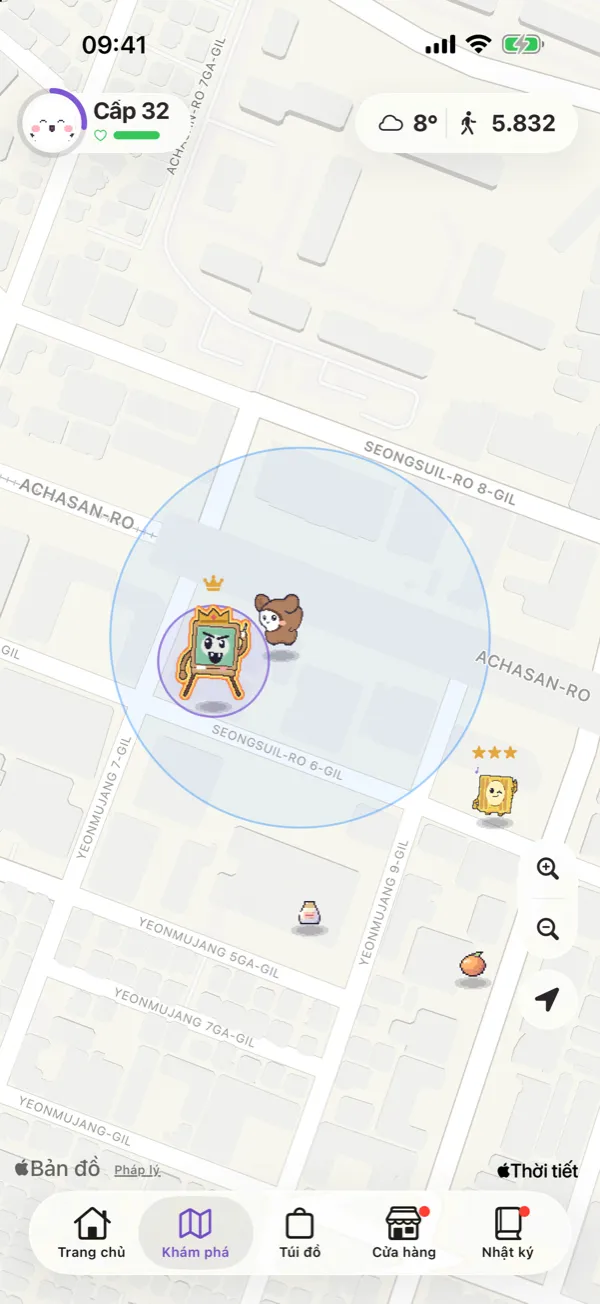 09:41
Cấp 32
8°
5.832
ACHASAN-RO 7GA-GIL
SEONGSUIL-RO 8-GIL
ACHASAN-RO
-GIL
ACHASAN-RO
SEONGSUIL-RO 6-GIL
YEONMUJANG 7-GIL
YEONMUJANG 9-GIL
YEONMUJANG 5GA-GIL
YEONMUJANG 7GA-GIL
YEONMUJANG-GIL
Bản đồ
Pháp lý
Thời tiết
Trang chủ
Khám phá
Túi đồ
Cửa hàng
Nhật ký